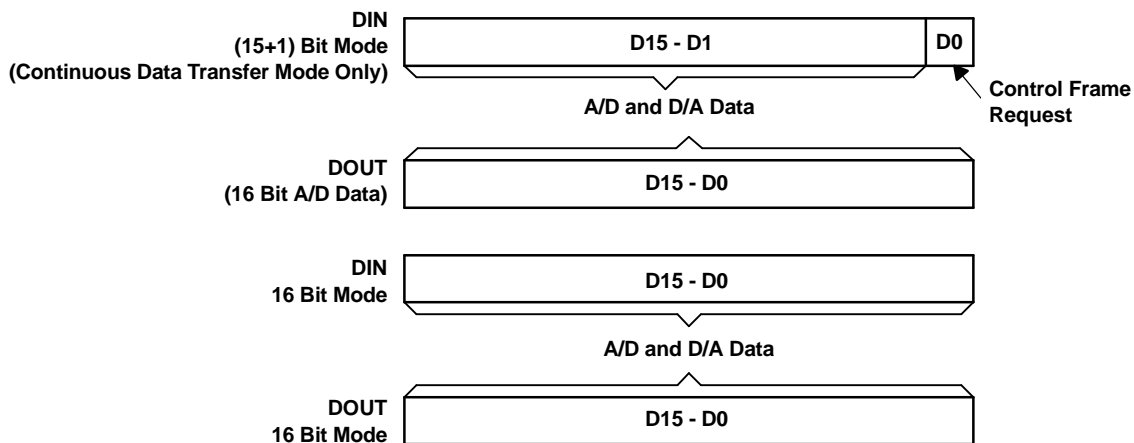 DIN
(15+1) Bit Mode
(Continuous Data Transfer Mode Only)
D15 - D1
D0
Control Frame
Request
A/D and D/A Data
DOUT
(16 Bit A/D Data)
D15 - D0
DIN
16 Bit Mode
D15 - D0
A/D and D/A Data
DOUT
16 Bit Mode
D15 - D0